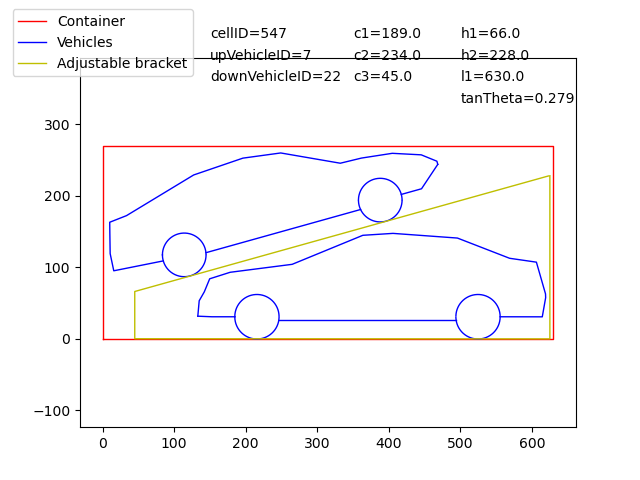 Container
Vehicles
Adjustable bracket
cellID=547 c1=189.0 h1=66.0
upVehicleID=7 c2=234.0 h2=228.0
downVehicleID=22 c3=45.0 l1=630.0
tanTheta=0.279
300
200
100
0
−100
0 100 200 300 400 500 600